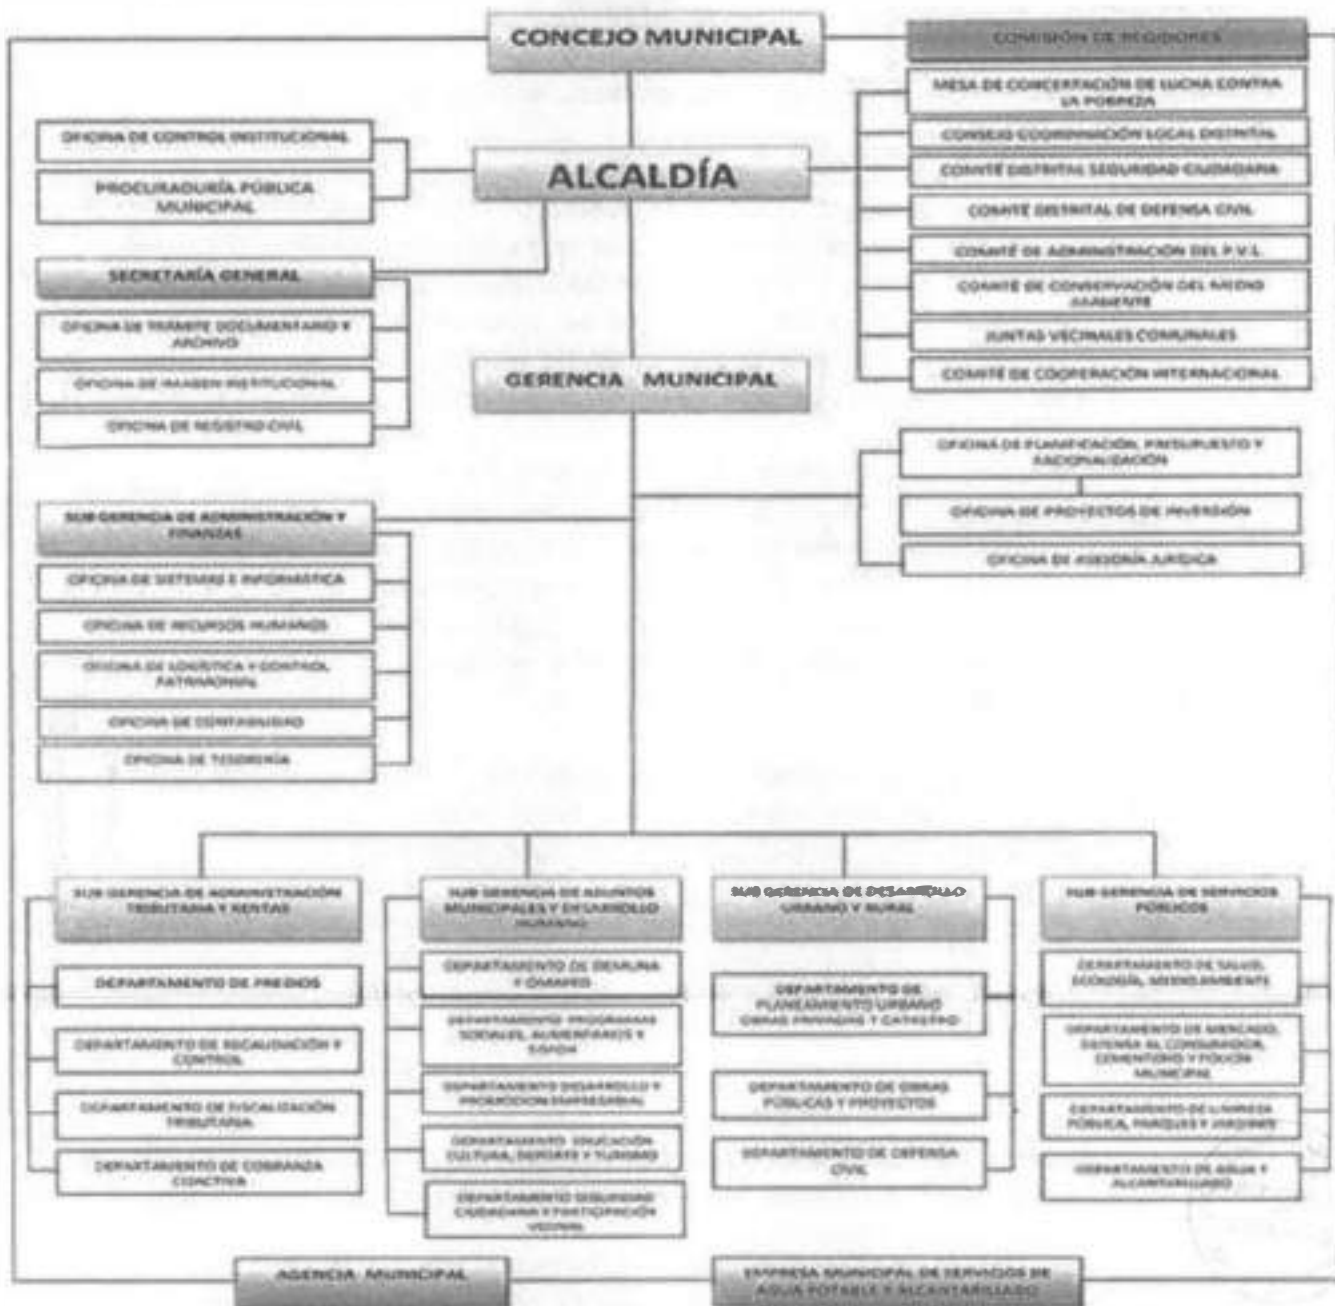 CONCEJO MUNICIPAL
COMISIÓN DE REGIDORES
MESA DE CONCERTACIÓN DE LUCHA CONTRA
LA POBREZA
CONSEJO COORDINACIÓN LOCAL DISTRITAL
COMITÉ DISTRITAL SEGURIDAD CIUDADANA
COMITÉ DISTRITAL DE DEFENSA CIVIL
COMITÉ DE ADMINISTRACIÓN DEL P.V.L.
COMITÉ DE CONSERVACIÓN DEL MEDIO
AMBIENTE
JUNTAS VECINALES COMUNALES
COMITÉ DE COOPERACIÓN INTERNACIONAL
OFICINA DE CONTROL INSTITUCIONAL
PROCURADURÍA PÚBLICA
MUNICIPAL
ALCALDÍA
SECRETARÍA GENERAL
OFICINA DE TRÁMITE DOCUMENTARIO Y
ARCHIVO
OFICINA DE IMAGEN INSTITUCIONAL
OFICINA DE REGISTRO CIVIL
GERENCIA MUNICIPAL
OFICINA DE PLANIFICACIÓN, PRESUPUESTO Y
RACIONALIZACIÓN
OFICINA DE PROYECTOS DE INVERSIÓN
OFICINA DE ASESORÍA JURÍDICA
SUB GERENCIA DE ADMINISTRACIÓN Y
FINANZAS
OFICINA DE SISTEMAS E INFORMÁTICA
OFICINA DE RECURSOS HUMANOS
OFICINA DE LOGÍSTICA Y CONTROL
PATRIMONIAL
OFICINA DE CONTABILIDAD
OFICINA DE TESORERÍA
SUB GERENCIA DE ADMINISTRACIÓN
TRIBUTARIA Y RENTAS
DEPARTAMENTO DE PREDIOS
DEPARTAMENTO DE RECAUDACIÓN Y
CONTROL
DEPARTAMENTO DE FISCALIZACIÓN
TRIBUTARIA
DEPARTAMENTO DE COBRANZA
COACTIVA
SUB GERENCIA DE ASUNTOS
MUNICIPALES Y DESARROLLO
HUMANO
DEPARTAMENTO DE DEMUNA
Y OMAPED
DEPARTAMENTO PROGRAMAS
SOCIALES, ALIMENTARIOS Y
DEPARTAMENTO DESARROLLO Y
PROMOCION EMPRESARIAL
DEPARTAMENTO EDUCACIÓN
CULTURA, DEPORTE Y TURISMO
DEPARTAMENTO SEGURIDAD
CIUDADANA Y PARTICIPACIÓN
VECINAL
SUB GERENCIA DE DESARROLLO
URBANO Y RURAL
DEPARTAMENTO DE
PLANEAMIENTO URBANO
OBRAS PRIVADAS Y CATASTRO
DEPARTAMENTO DE OBRAS
PÚBLICAS Y PROYECTOS
DEPARTAMENTO DE DEFENSA
CIVIL
SUB GERENCIA DE SERVICIOS
PÚBLICOS
DEPARTAMENTO DE SALUD,
ECOLOGÍA, MEDIO AMBIENTE
DEPARTAMENTO DE MERCADO,
DEFENSA AL CONSUMIDOR,
CEMENTERIO Y POLICÍA
MUNICIPAL
DEPARTAMENTO DE LIMPIEZA
PÚBLICA, PARQUES Y JARDINES
DEPARTAMENTO DE AGUA Y
ALCANTARILLADO
AGENCIA MUNICIPAL
EMPRESA MUNICIPAL DE SERVICIOS DE
AGUA POTABLE Y ALCANTARILLADO